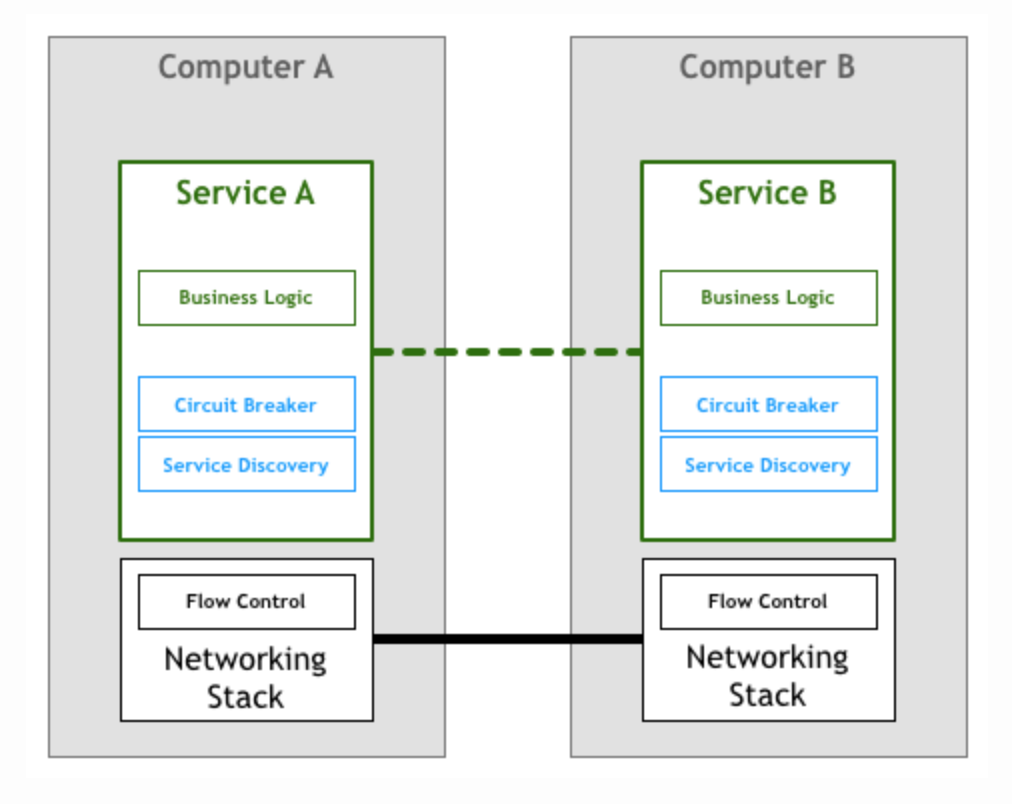 Computer A
Service A
Business Logic
Circuit Breaker
Service Discovery
Flow Control
Networking
Stack
Computer B
Service B
Business Logic
Circuit Breaker
Service Discovery
Flow Control
Networking
Stack